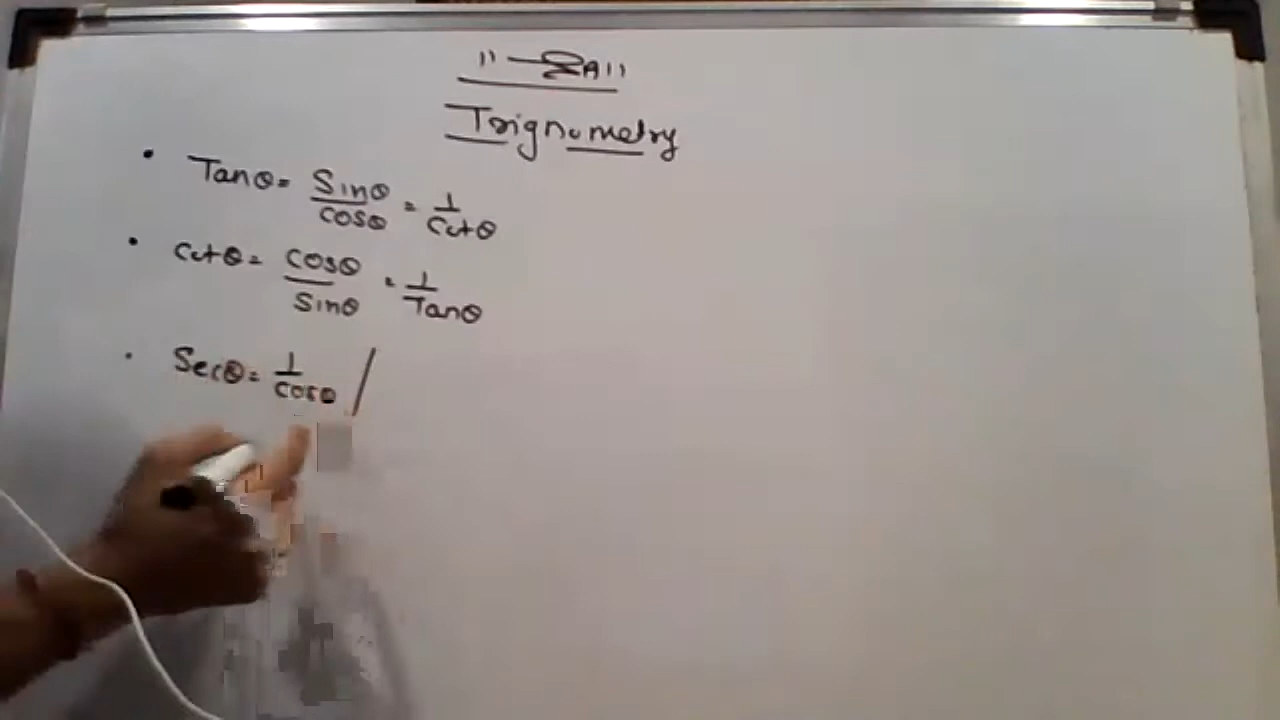 Trignometry
• Tanθ = Sinθ/cosθ = 1/Cotθ
• Cotθ = cosθ/Sinθ = 1/Tanθ
• Secθ = 1/cosθ /